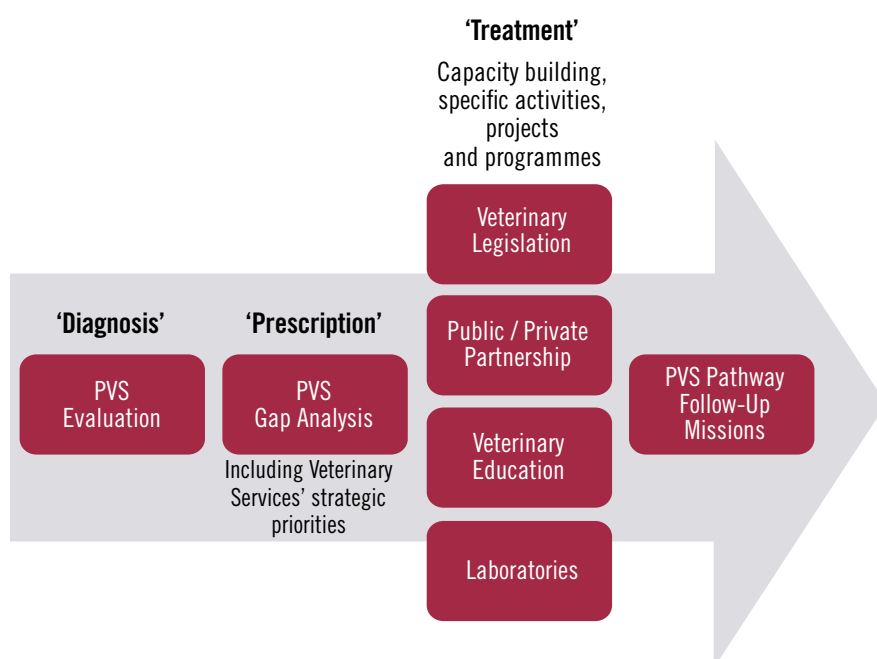 ‘Treatment’
Capacity building,
specific activities,
projects
and programmes
Veterinary
Legislation
‘Diagnosis’
‘Prescription’
Public / Private
Partnership
PVS
Evaluation
PVS
Gap Analysis
PVS Pathway
Follow-Up
Missions
Including Veterinary
Services’ strategic
priorities
Veterinary
Education
Laboratories